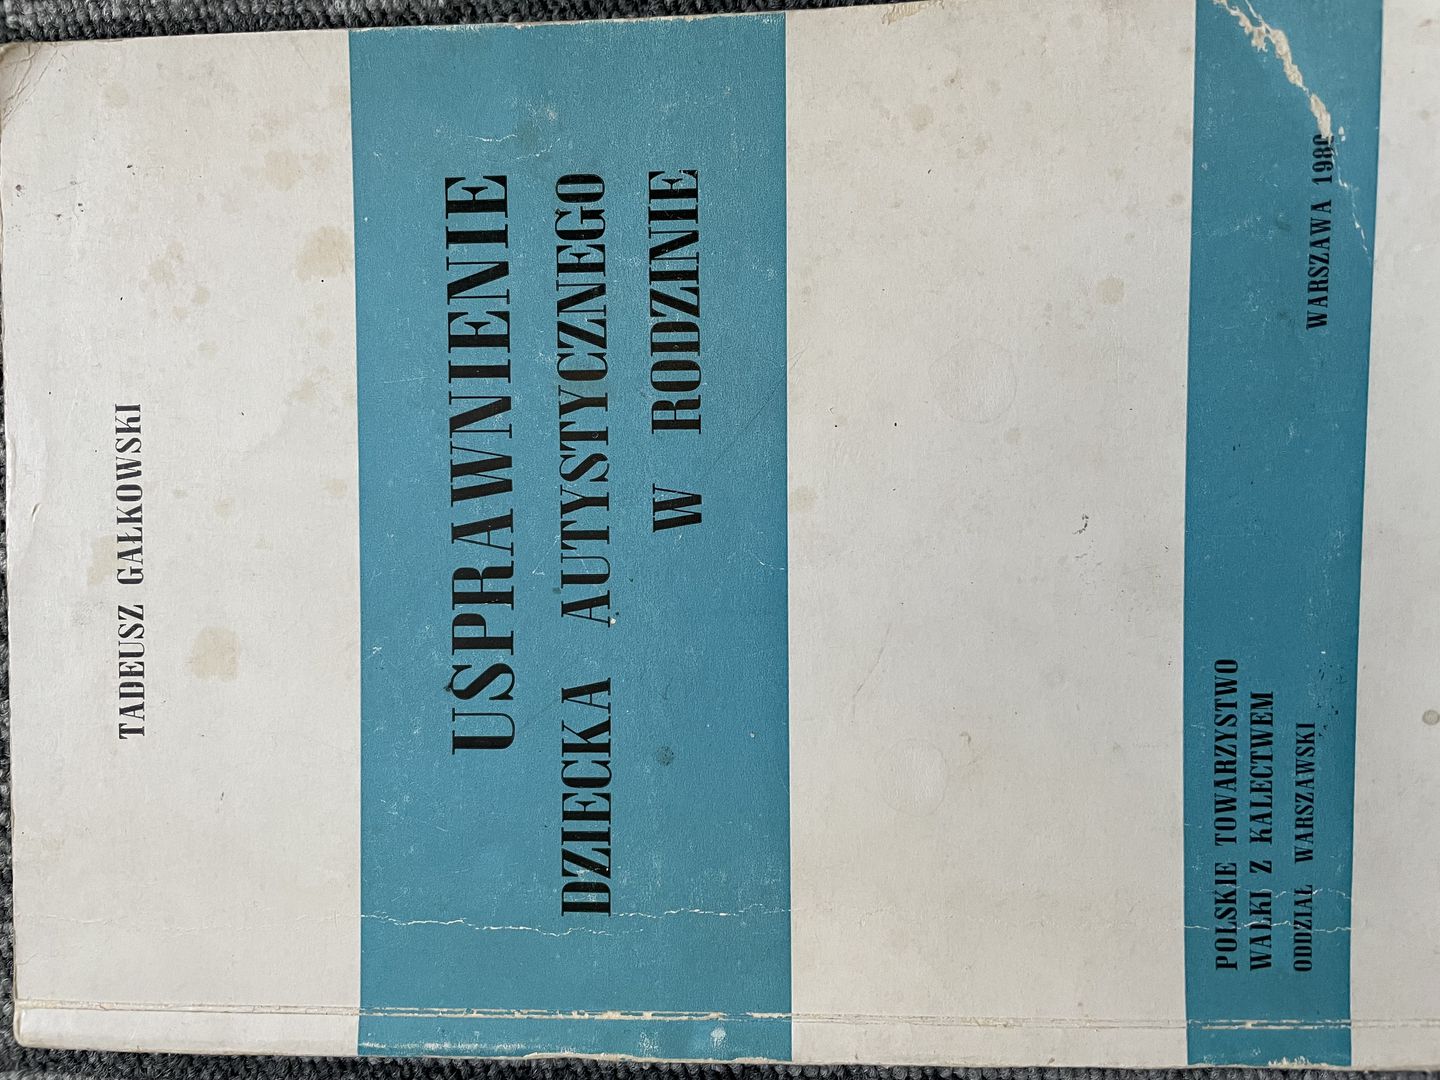 TADEUSZ GAŁKOWSKI
USPRAWNIENIE
DZIECKA AUTYSTYCZNEGO
W RODZINIE
POLSKIE TOWARZYSTWO
WALKI Z KALECTWEM
ODDZIAŁ WARSZAWSKI
WARSZAWA